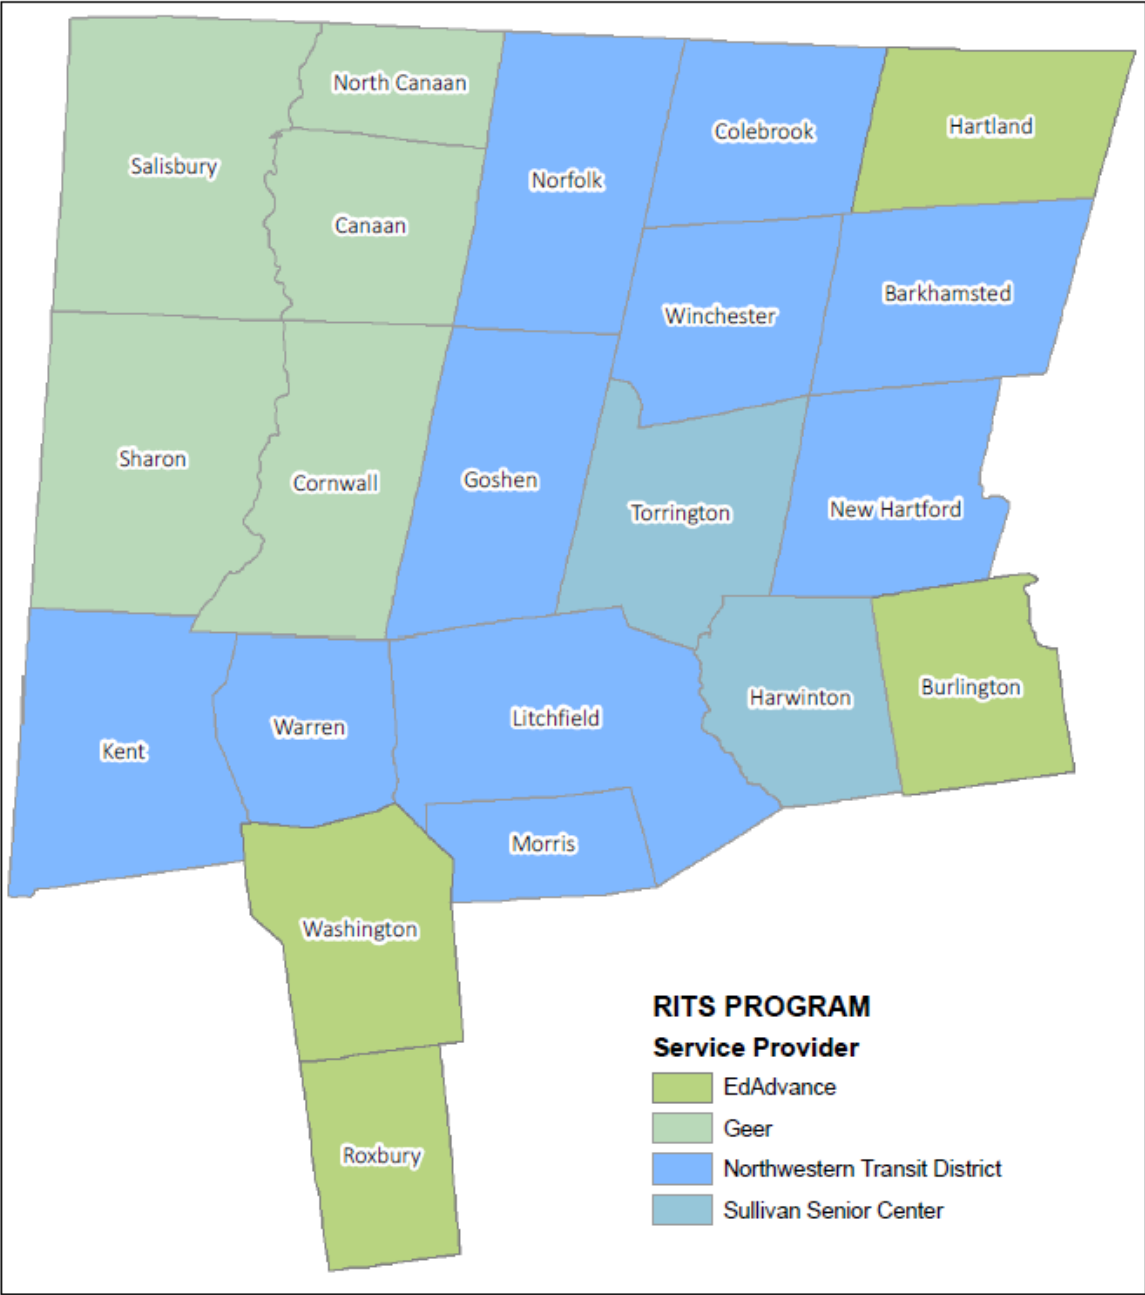 North Canaan
Colebrook
Hartland
Salisbury
Norfolk
Canaan
Barkhamsted
Winchester
Sharon
Cornwall
Goshen
Torrington
New Hartford
Burlington
Harwinton
Litchfield
Warren
Kent
Morris
Washington
RITS PROGRAM
Service Provider
EdAdvance
Geer
Roxbury
Northwestern Transit District
Sullivan Senior Center